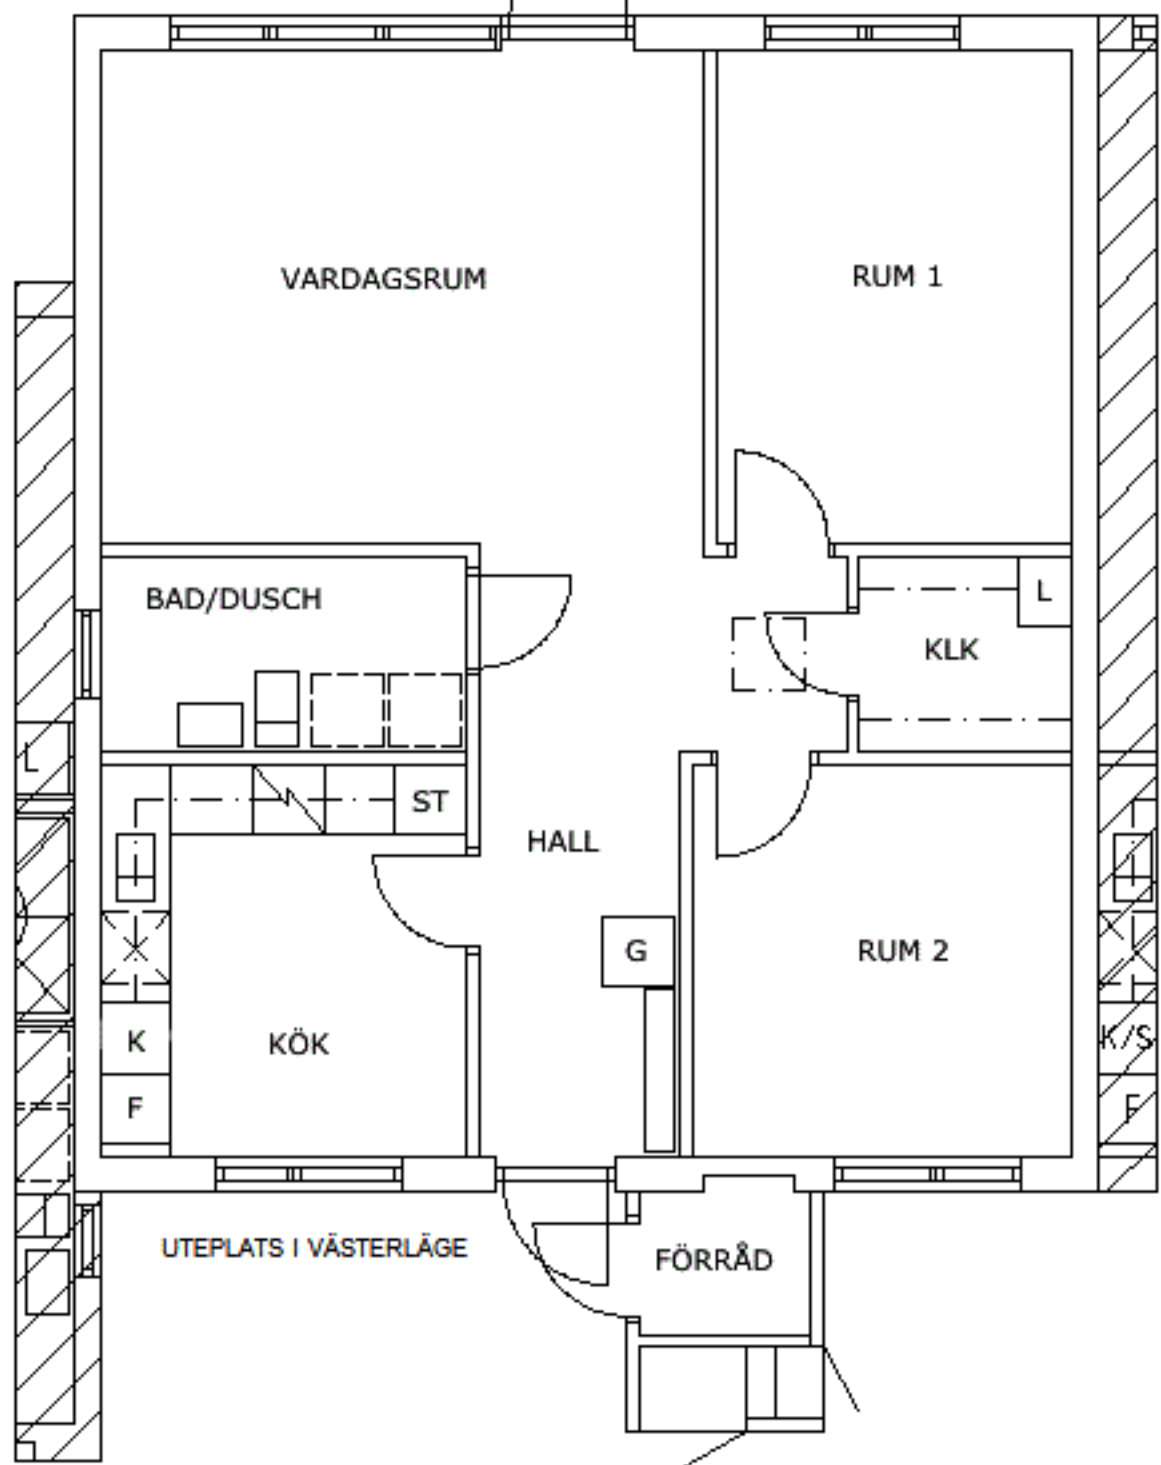 VARDAGSRUM
RUM 1
BAD/DUSCH
L
KLK
L
ST
HALL
G
RUM 2
K
KÖK
K/S
F
F
UTEPLATS I VÄSTERLÄGE
FÖRRÅD